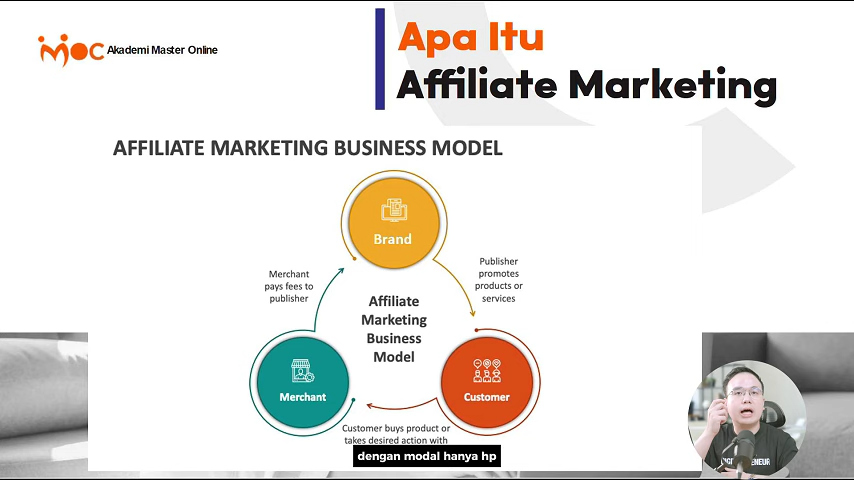 MOC Akademi Master Online
Apa Itu
Affiliate Marketing
AFFILIATE MARKETING BUSINESS MODEL
Brand
Merchant
pays fees to
publisher
Publisher
promotes
products or
services
Affiliate
Marketing
Business
Model
Merchant
Customer
Customer buys product or
takes desired action with
dengan modal hanya hp